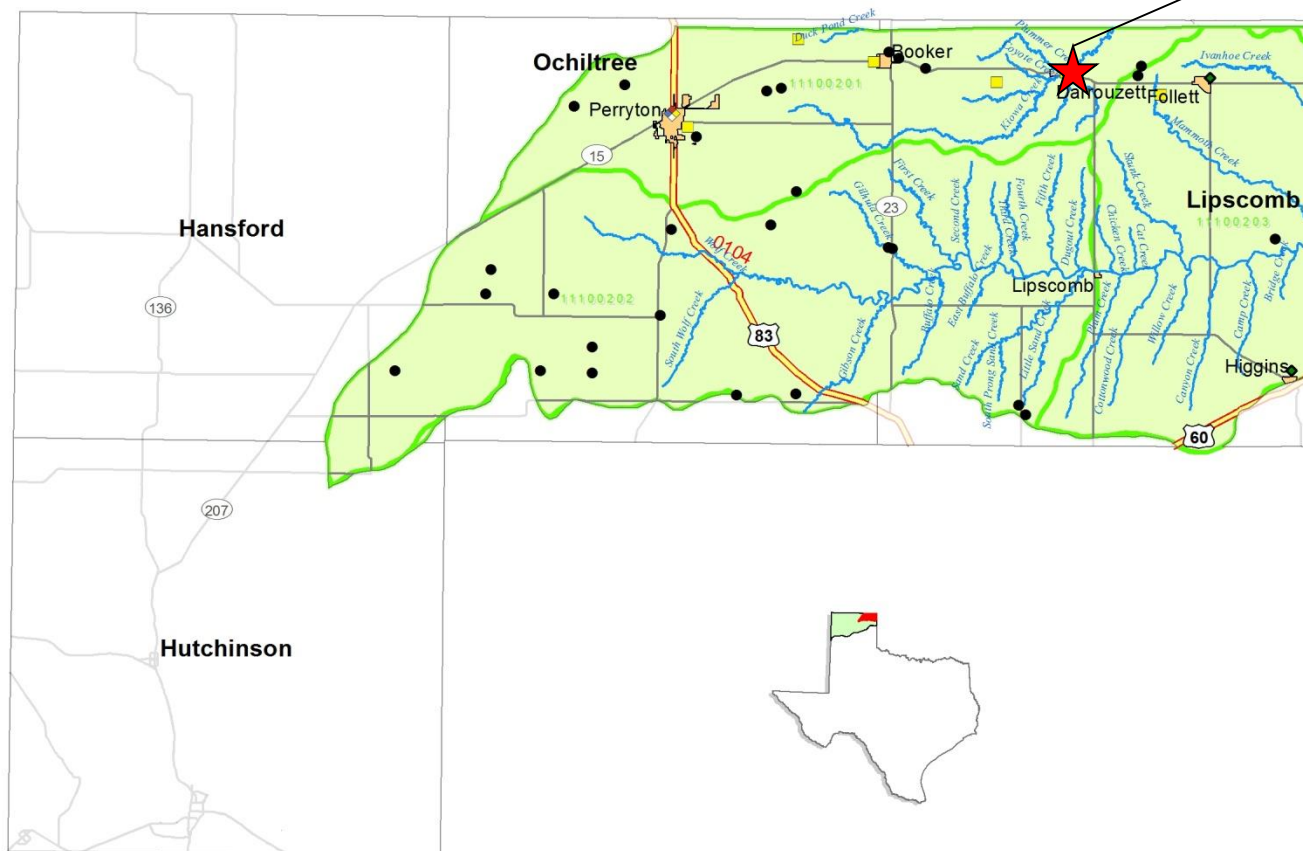 Duck Pond Creek
Plummer Cr
Booker
Ivanhoe Creek
Ochiltree
Coyote Cre
11100201
Darrouzett
Follett
Perryton
Kiowa Creek
Mammoth Creek
15
First Creek
Gilhula Creek
Second Creek
Third Creek
Fourth Creek
Fifth Creek
Dugout Creek
Skunk Creek
Chicken Creek
Cat Creek
Lipscomb
11100203
Hansford
23
0104
Wolf Creek
136
11100202
South Wolf Creek
Lipscomb
Bridge Creek
83
Gibson Creek
Buffalo Creek
East Buffalo Creek
Sand Creek
South Prong Sand Creek
Little Sand Creek
Plum Creek
Cottonwood Creek
Willow Creek
Canyon Creek
Camp Creek
Higgins
60
207
Hutchinson